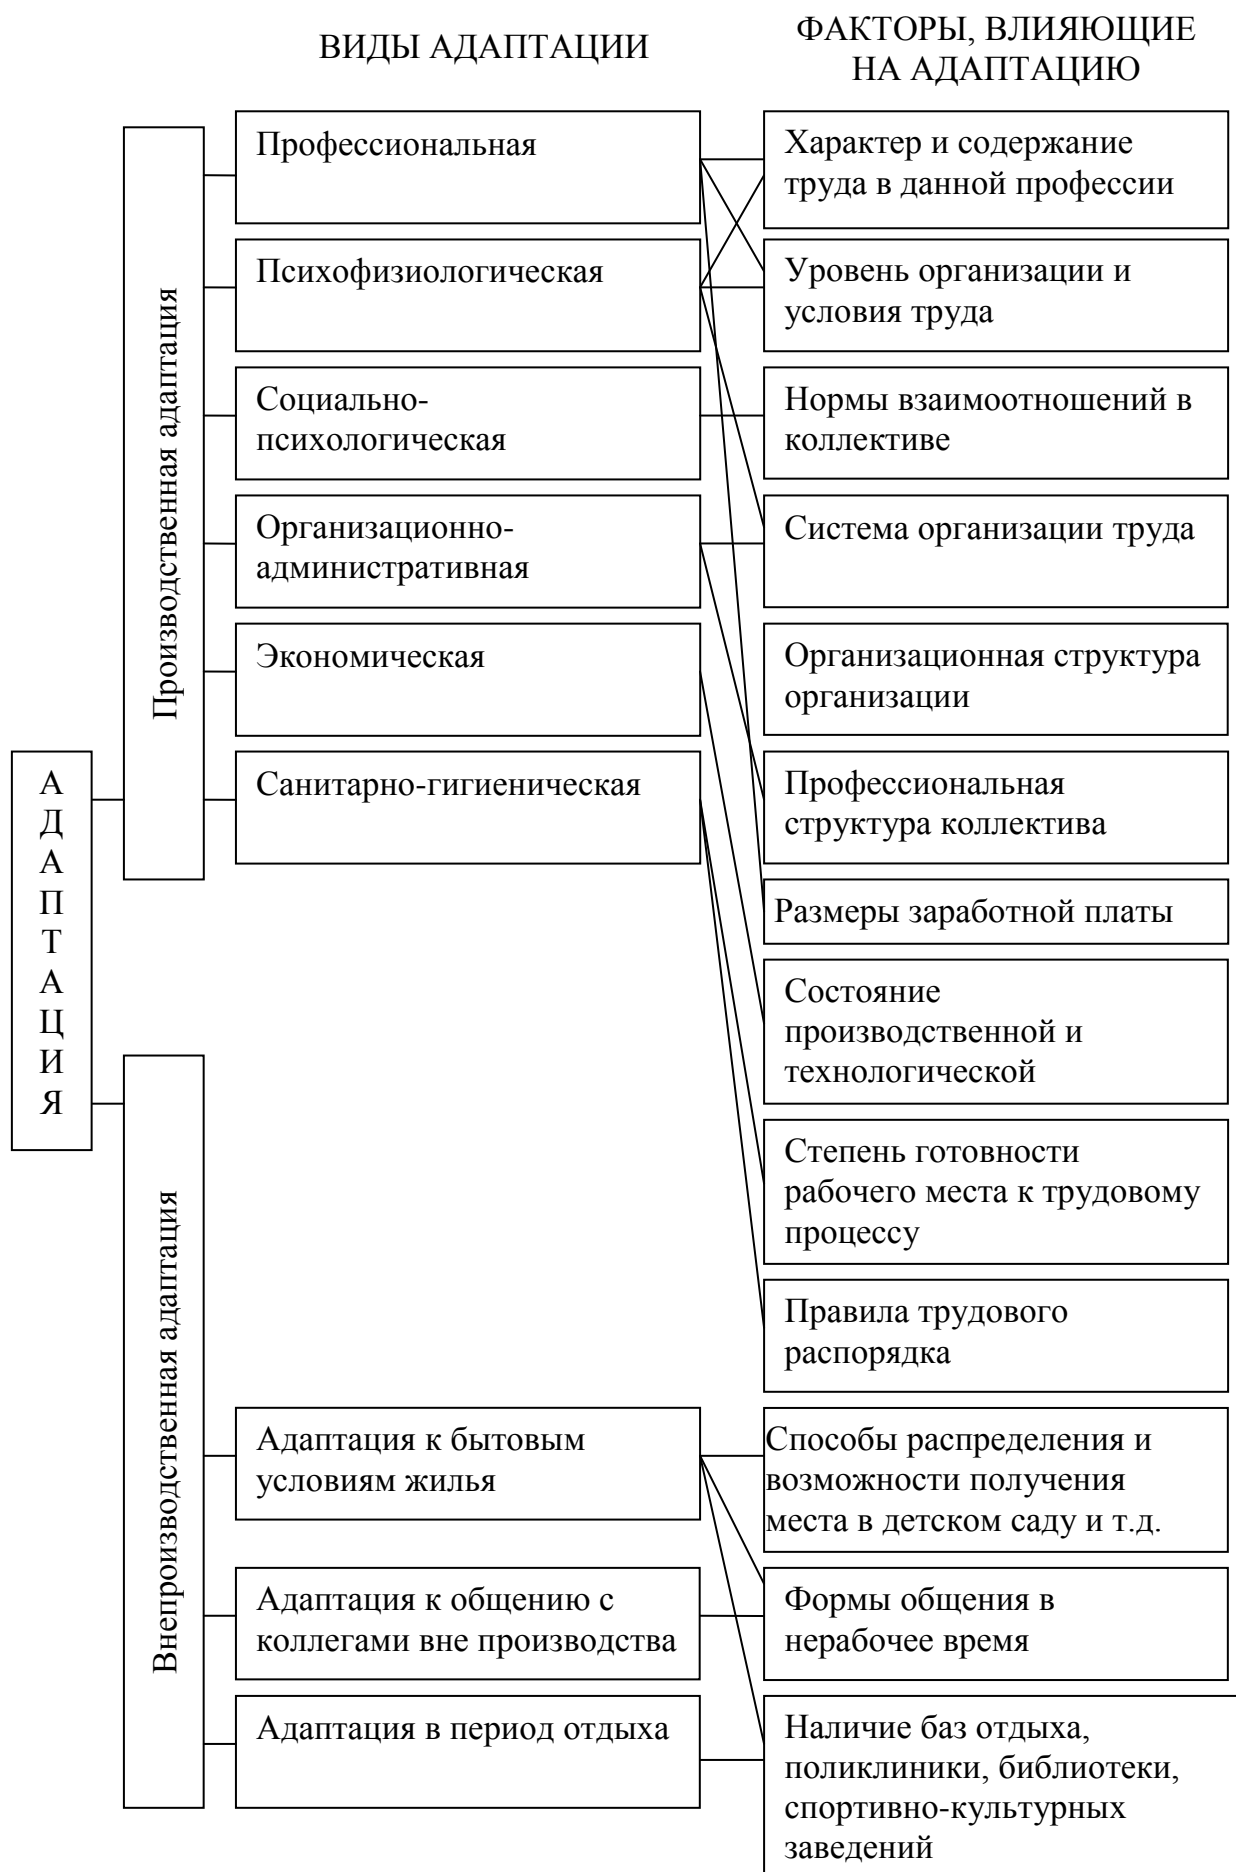 ВИДЫ АДАПТАЦИИ
ФАКТОРЫ, ВЛИЯЮЩИЕ
НА АДАПТАЦИЮ
АДАПТАЦИЯ
Производственная адаптация
Профессиональная
Психофизиологическая
Социально-
психологическая
Организационно-
административная
Экономическая
Санитарно-гигиеническая
Характер и содержание
труда в данной профессии
Уровень организации и
условия труда
Нормы взаимоотношений в
коллективе
Система организации труда
Организационная структура
организации
Профессиональная
структура коллектива
Размеры заработной платы
Состояние
производственной и
технологической
Степень готовности
рабочего места к трудовому
процессу
Правила трудового
распорядка
Внепроизводственная адаптация
Адаптация к бытовым
условиям жилья
Адаптация к общению с
коллегами вне производства
Адаптация в период отдыха
Способы распределения и
возможности получения
места в детском саду и т.д.
Формы общения в
нерабочее время
Наличие баз отдыха,
поликлиники, библиотеки,
спортивно-культурных
заведений